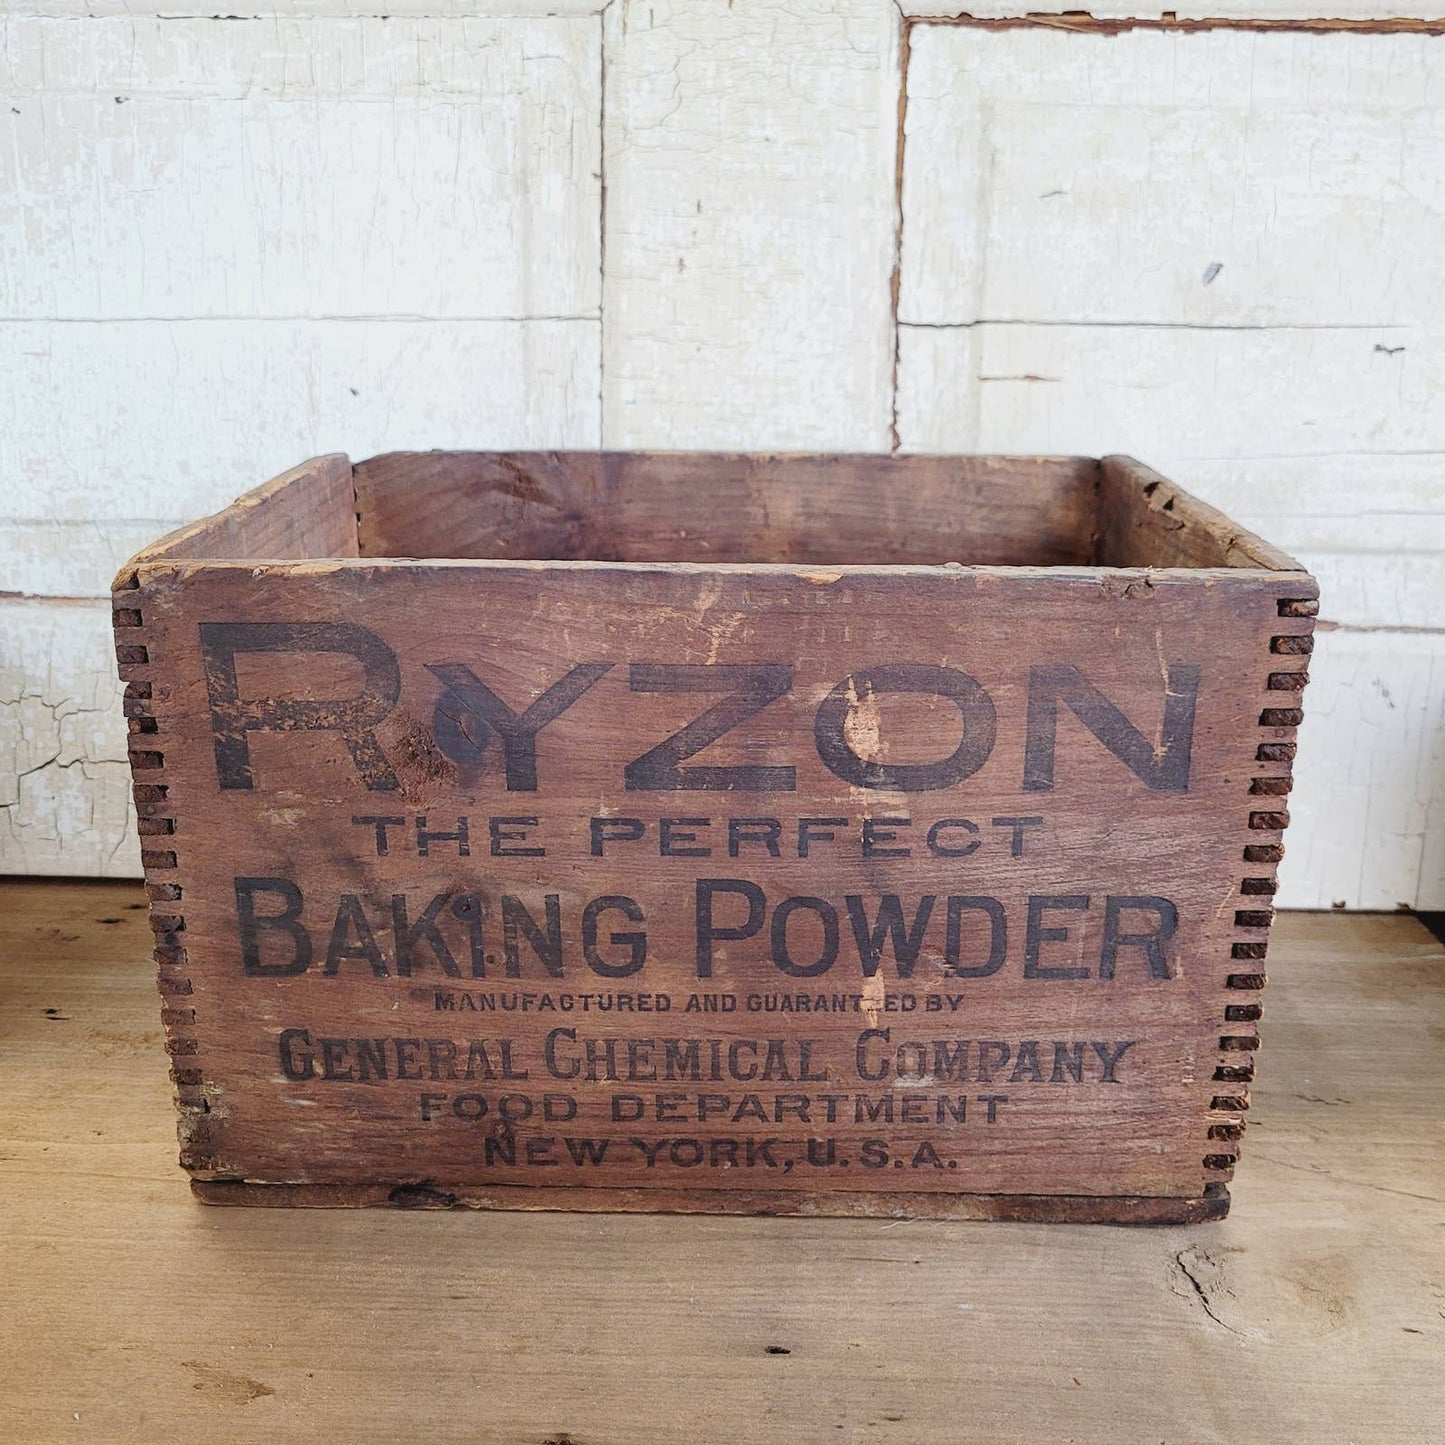 RYZON
THE PERFECT
BAKING POWDER
MANUFACTURED AND GUARANTEED BY
GENERAL CHEMICAL COMPANY
FOOD DEPARTMENT
NEW YORK, U.S.A.